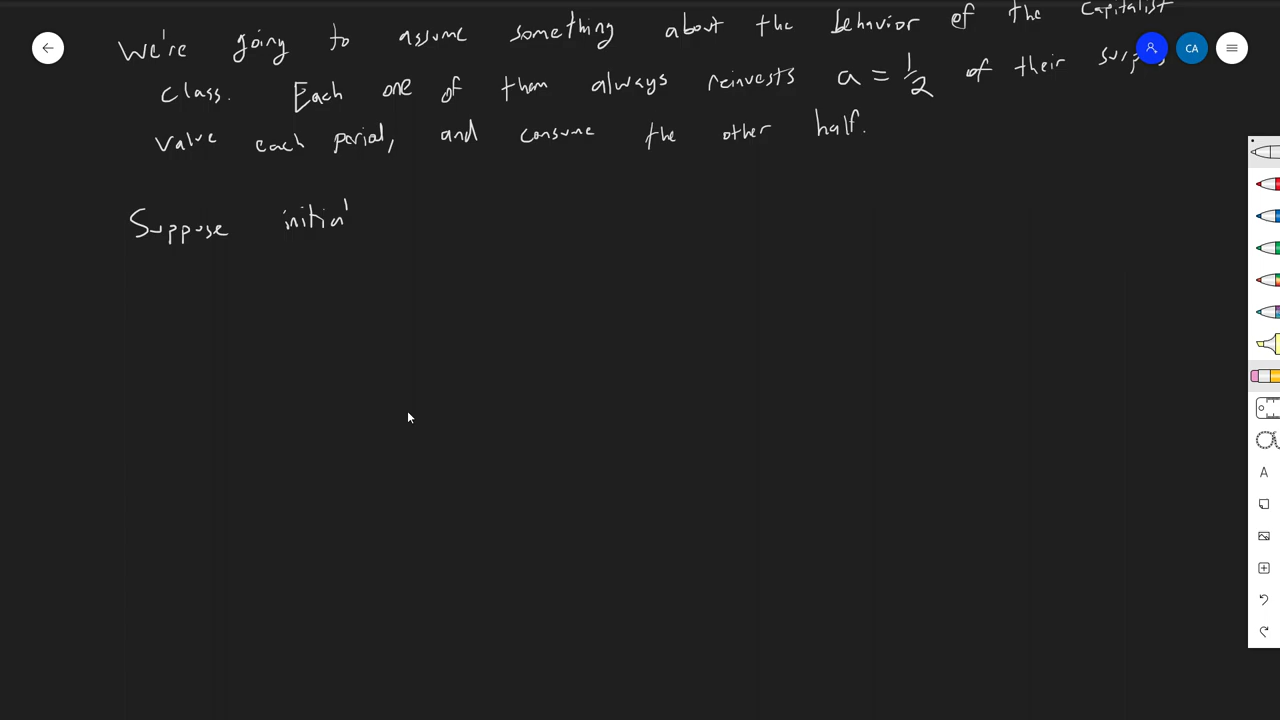 We're going to assume something about the behavior of the capitalist
class. Each one of them always reinvests a = 1/2 of their
value each period, and consume the other half.
CA
Suppose initial
A